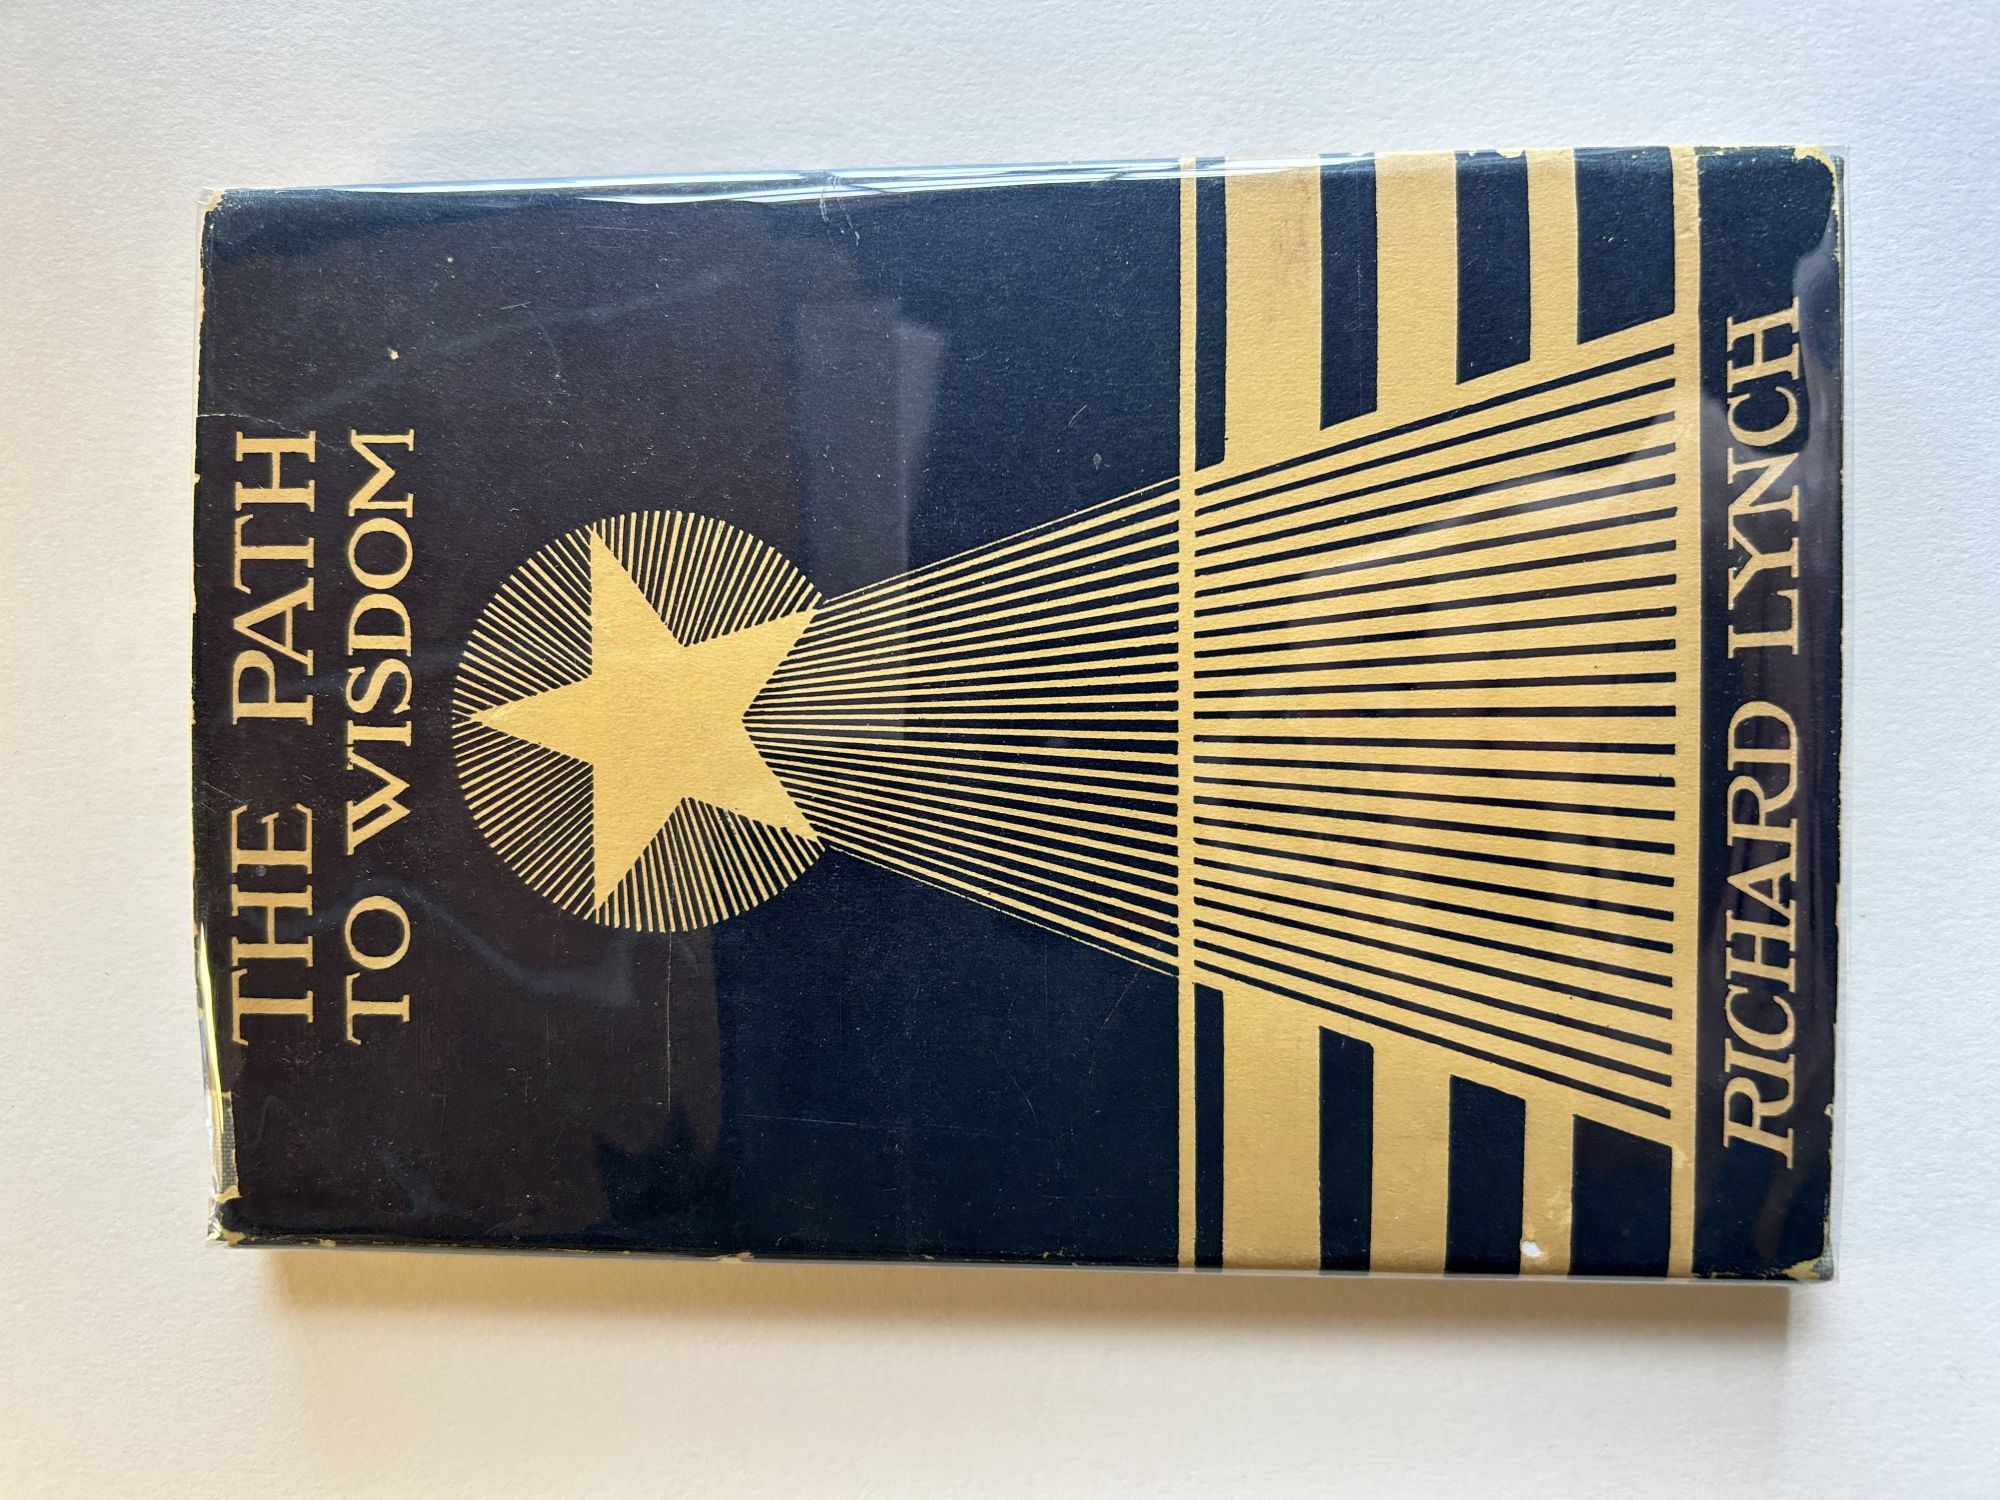 THE PATH
TO WISDOM
RICHARD LYNCH